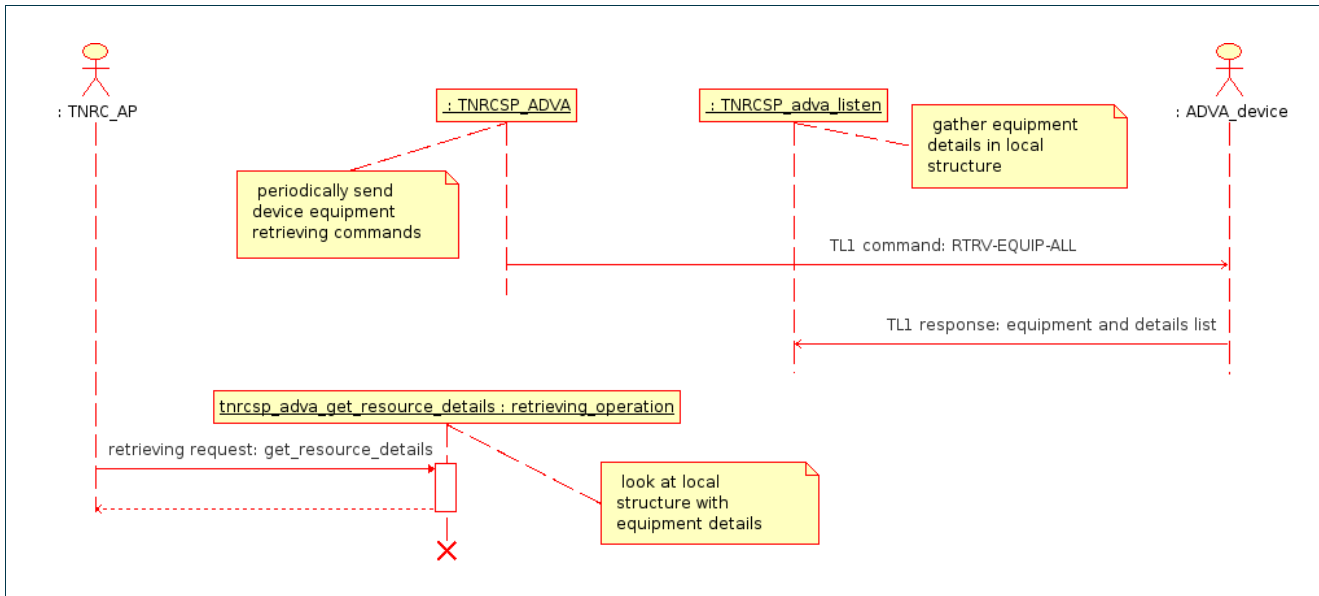 : TNRC_AP
: TNRCSP_ADVA
: TNRCSP_adva_listen
: ADVA_device
gather equipment
details in local
structure
periodically send
device equipment
retrieving commands
TL1 command: RTRV-EQUIP-ALL
TL1 response: equipment and details list
tnrcsp_adva_get_resource_details : retrieving_operation
retrieving request: get_resource_details
look at local
structure with
equipment details